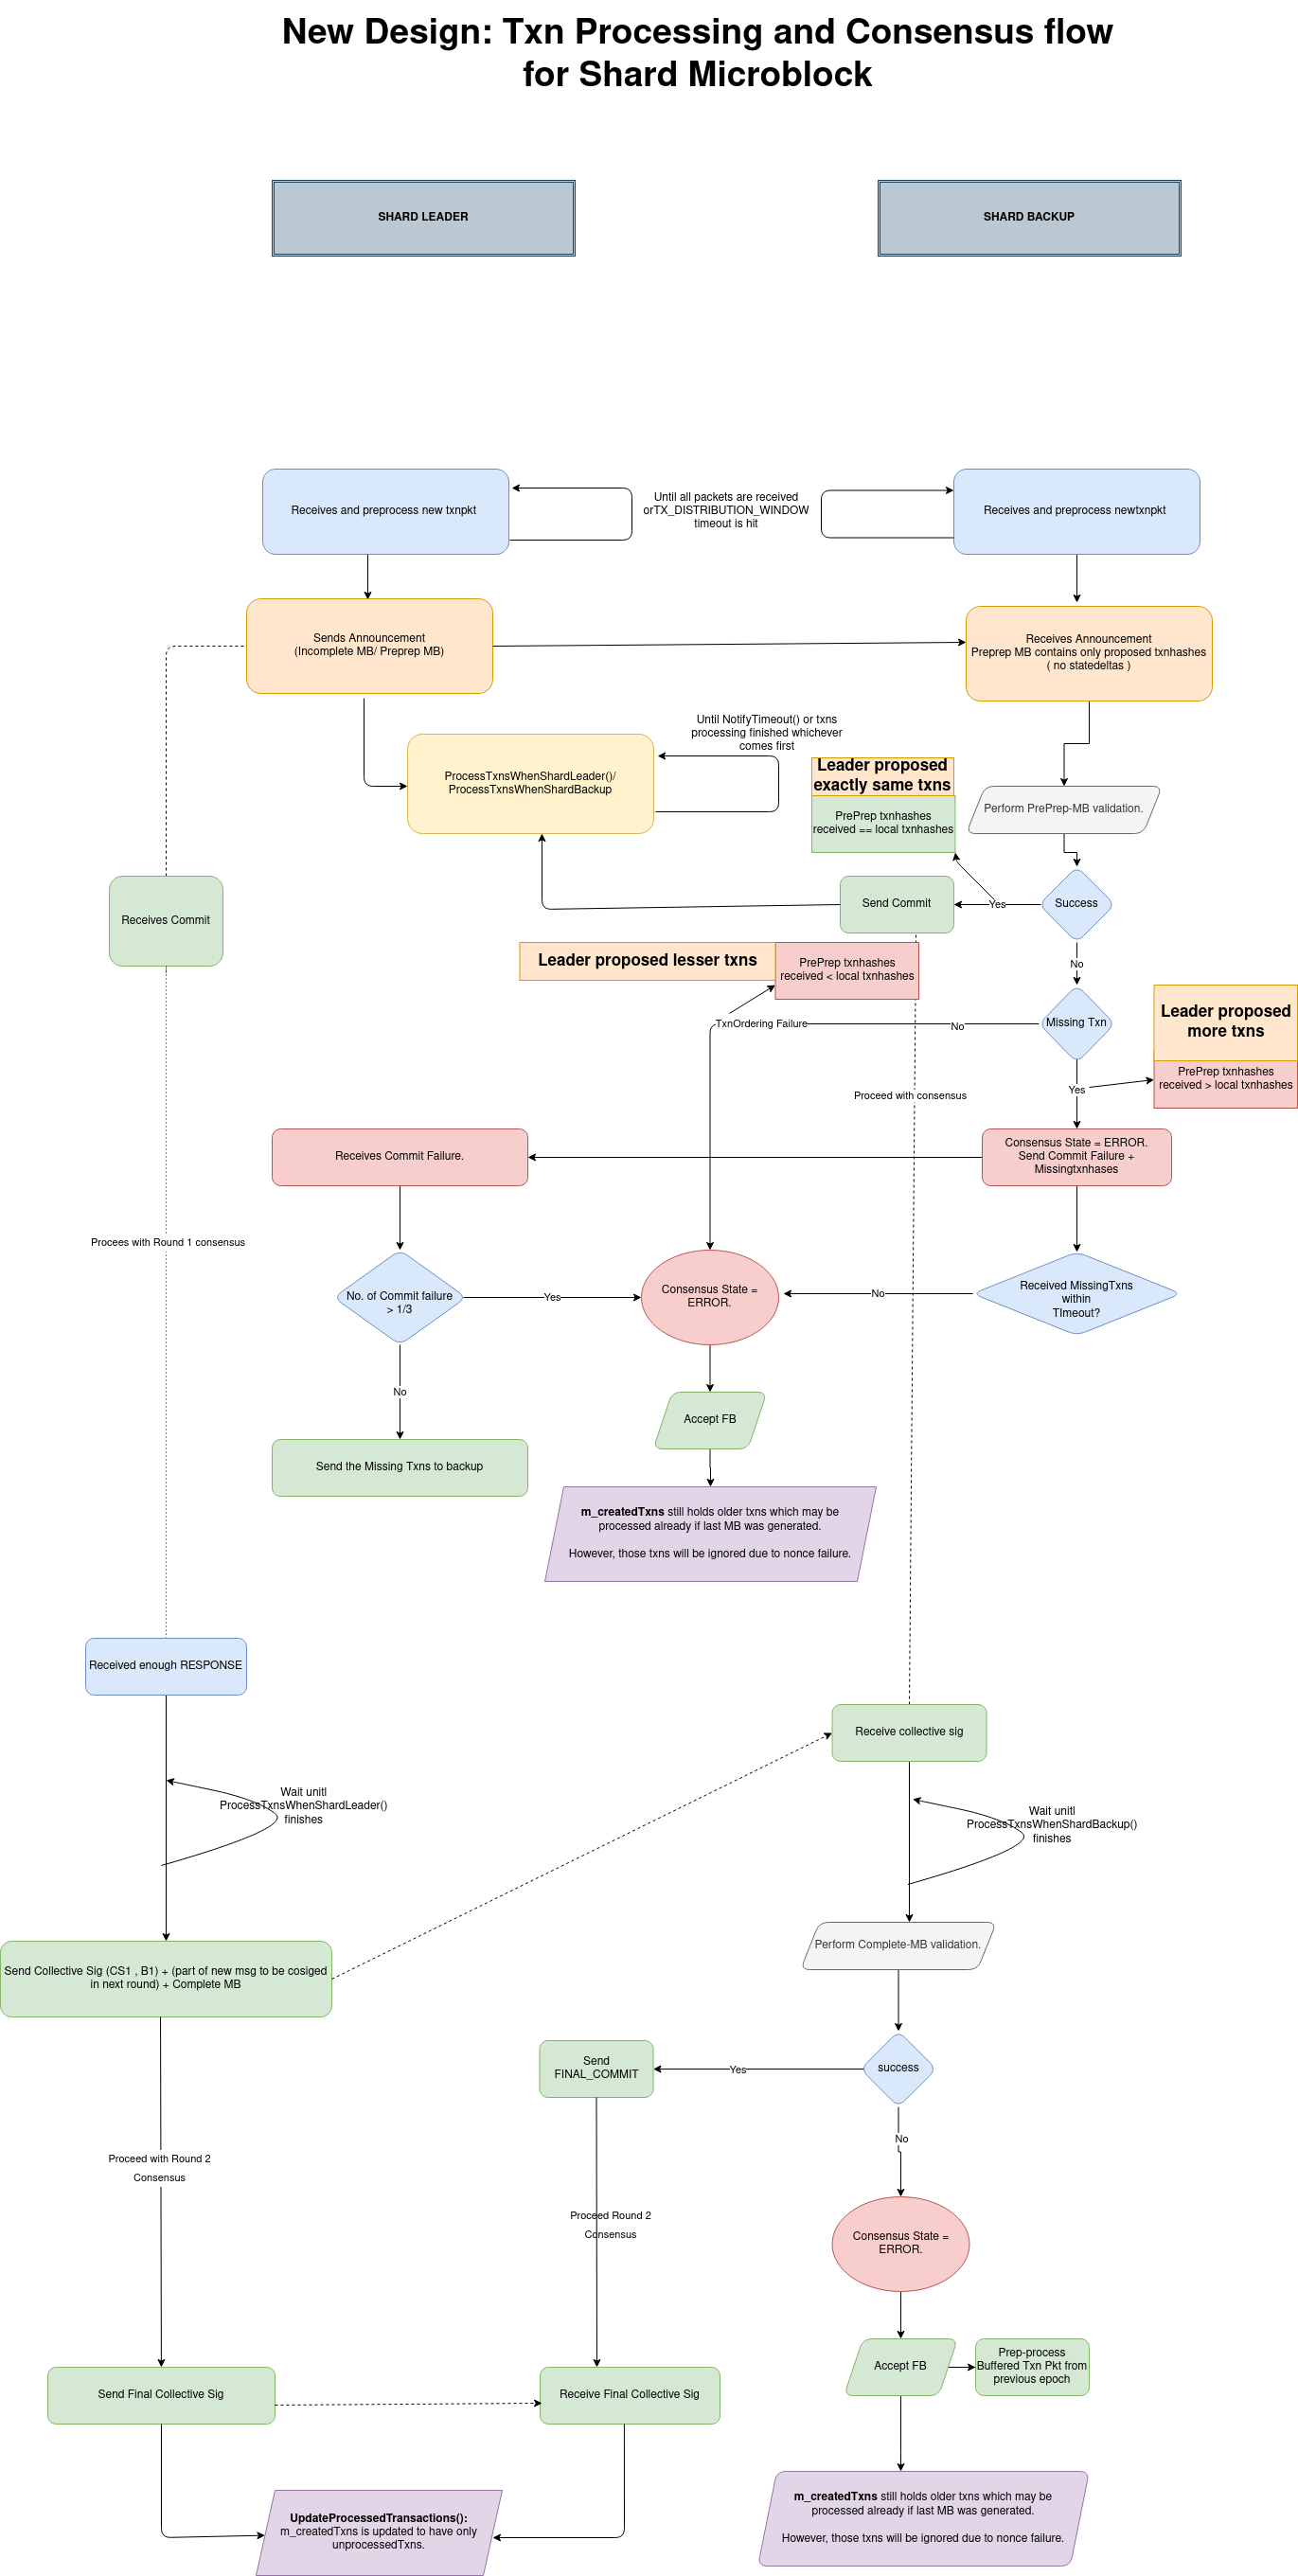 New Design: Txn Processing and Consensus flow
for Shard Microblock
SHARD LEADER
SHARD BACKUP
Receives and preprocess new txnpkt
Until all packets are received
orTX_DISTRIBUTION_WINDOW
timeout is hit
Receives and preprocess newtxnpkt
Sends Announcement
(Incomplete MB/ Preprep MB)
Receives Announcement
Preprep MB contains only proposed txnhashes
( no statedeltas )
Until NotifyTimeout() or txns
processing finished whichever
comes first
ProcessTxnsWhenShardLeader()/
ProcessTxnsWhenShardBackup
Leader proposed
exactly same txns
PrePrep txnhashes
received == local txnhashes
Perform PrePrep-MB validation.
Receives Commit
Send Commit
Yes
Success
No
Leader proposed lesser txns
PrePrep txnhashes
received < local txnhashes
TxnOrdering Failure
No
Missing Txn
Leader proposed
more txns
PrePrep txnhashes
received > local txnhashes
Yes
Proceed with consensus
Receives Commit Failure.
Consensus State = ERROR.
Send Commit Failure +
Missingtxnhases
Procees with Round 1 consensus
No. of Commit failure
> 1/3
Yes
Consensus State =
ERROR.
No
Received MissingTxns
within
TImeout?
No
Accept FB
Send the Missing Txns to backup
m_createdTxns still holds older txns which may be
processed already if last MB was generated.
However, those txns will be ignored due to nonce failure.
Received enough RESPONSE
Receive collective sig
Wait unitl
ProcessTxnsWhenShardLeader()
finishes
Wait unitl
ProcessTxnsWhenShardBackup()
finishes
Perform Complete-MB validation.
Send Collective Sig (CS1 , B1) + (part of new msg to be cosiged
in next round) + Complete MB
Send
FINAL_COMMIT
Yes
success
No
Proceed with Round 2
Consensus
Proceed Round 2
Consensus
Consensus State =
ERROR.
Accept FB
Prep-process
Buffered Txn Pkt from
previous epoch
Send Final Collective Sig
Receive Final Collective Sig
UpdateProcessedTransactions():
m_createdTxns is updated to have only
unprocessedTxns.
m_createdTxns still holds older txns which may be
processed already if last MB was generated.
However, those txns will be ignored due to nonce failure.